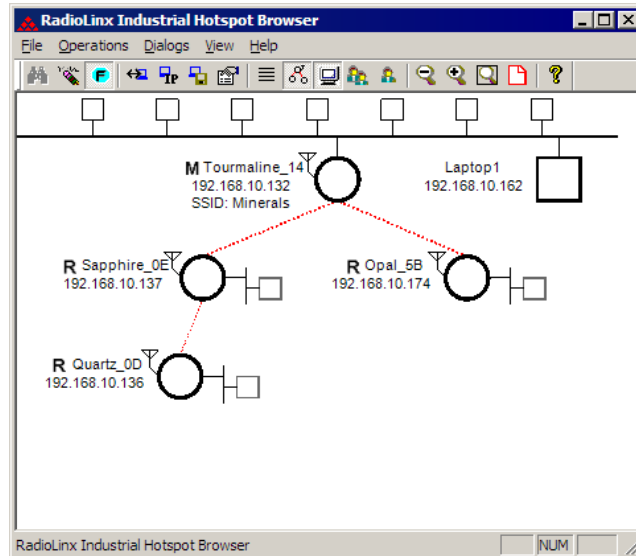 RadioLinx Industrial Hotspot Browser
File Operations Dialogs View Help
F IP ?
M Tourmaline_14
192.168.10.132
SSID: Minerals
Laptop1
192.168.10.162
R Sapphire_0E
192.168.10.137
R Opal_5B
192.168.10.174
R Quartz_0D
192.168.10.136
RadioLinx Industrial Hotspot Browser NUM